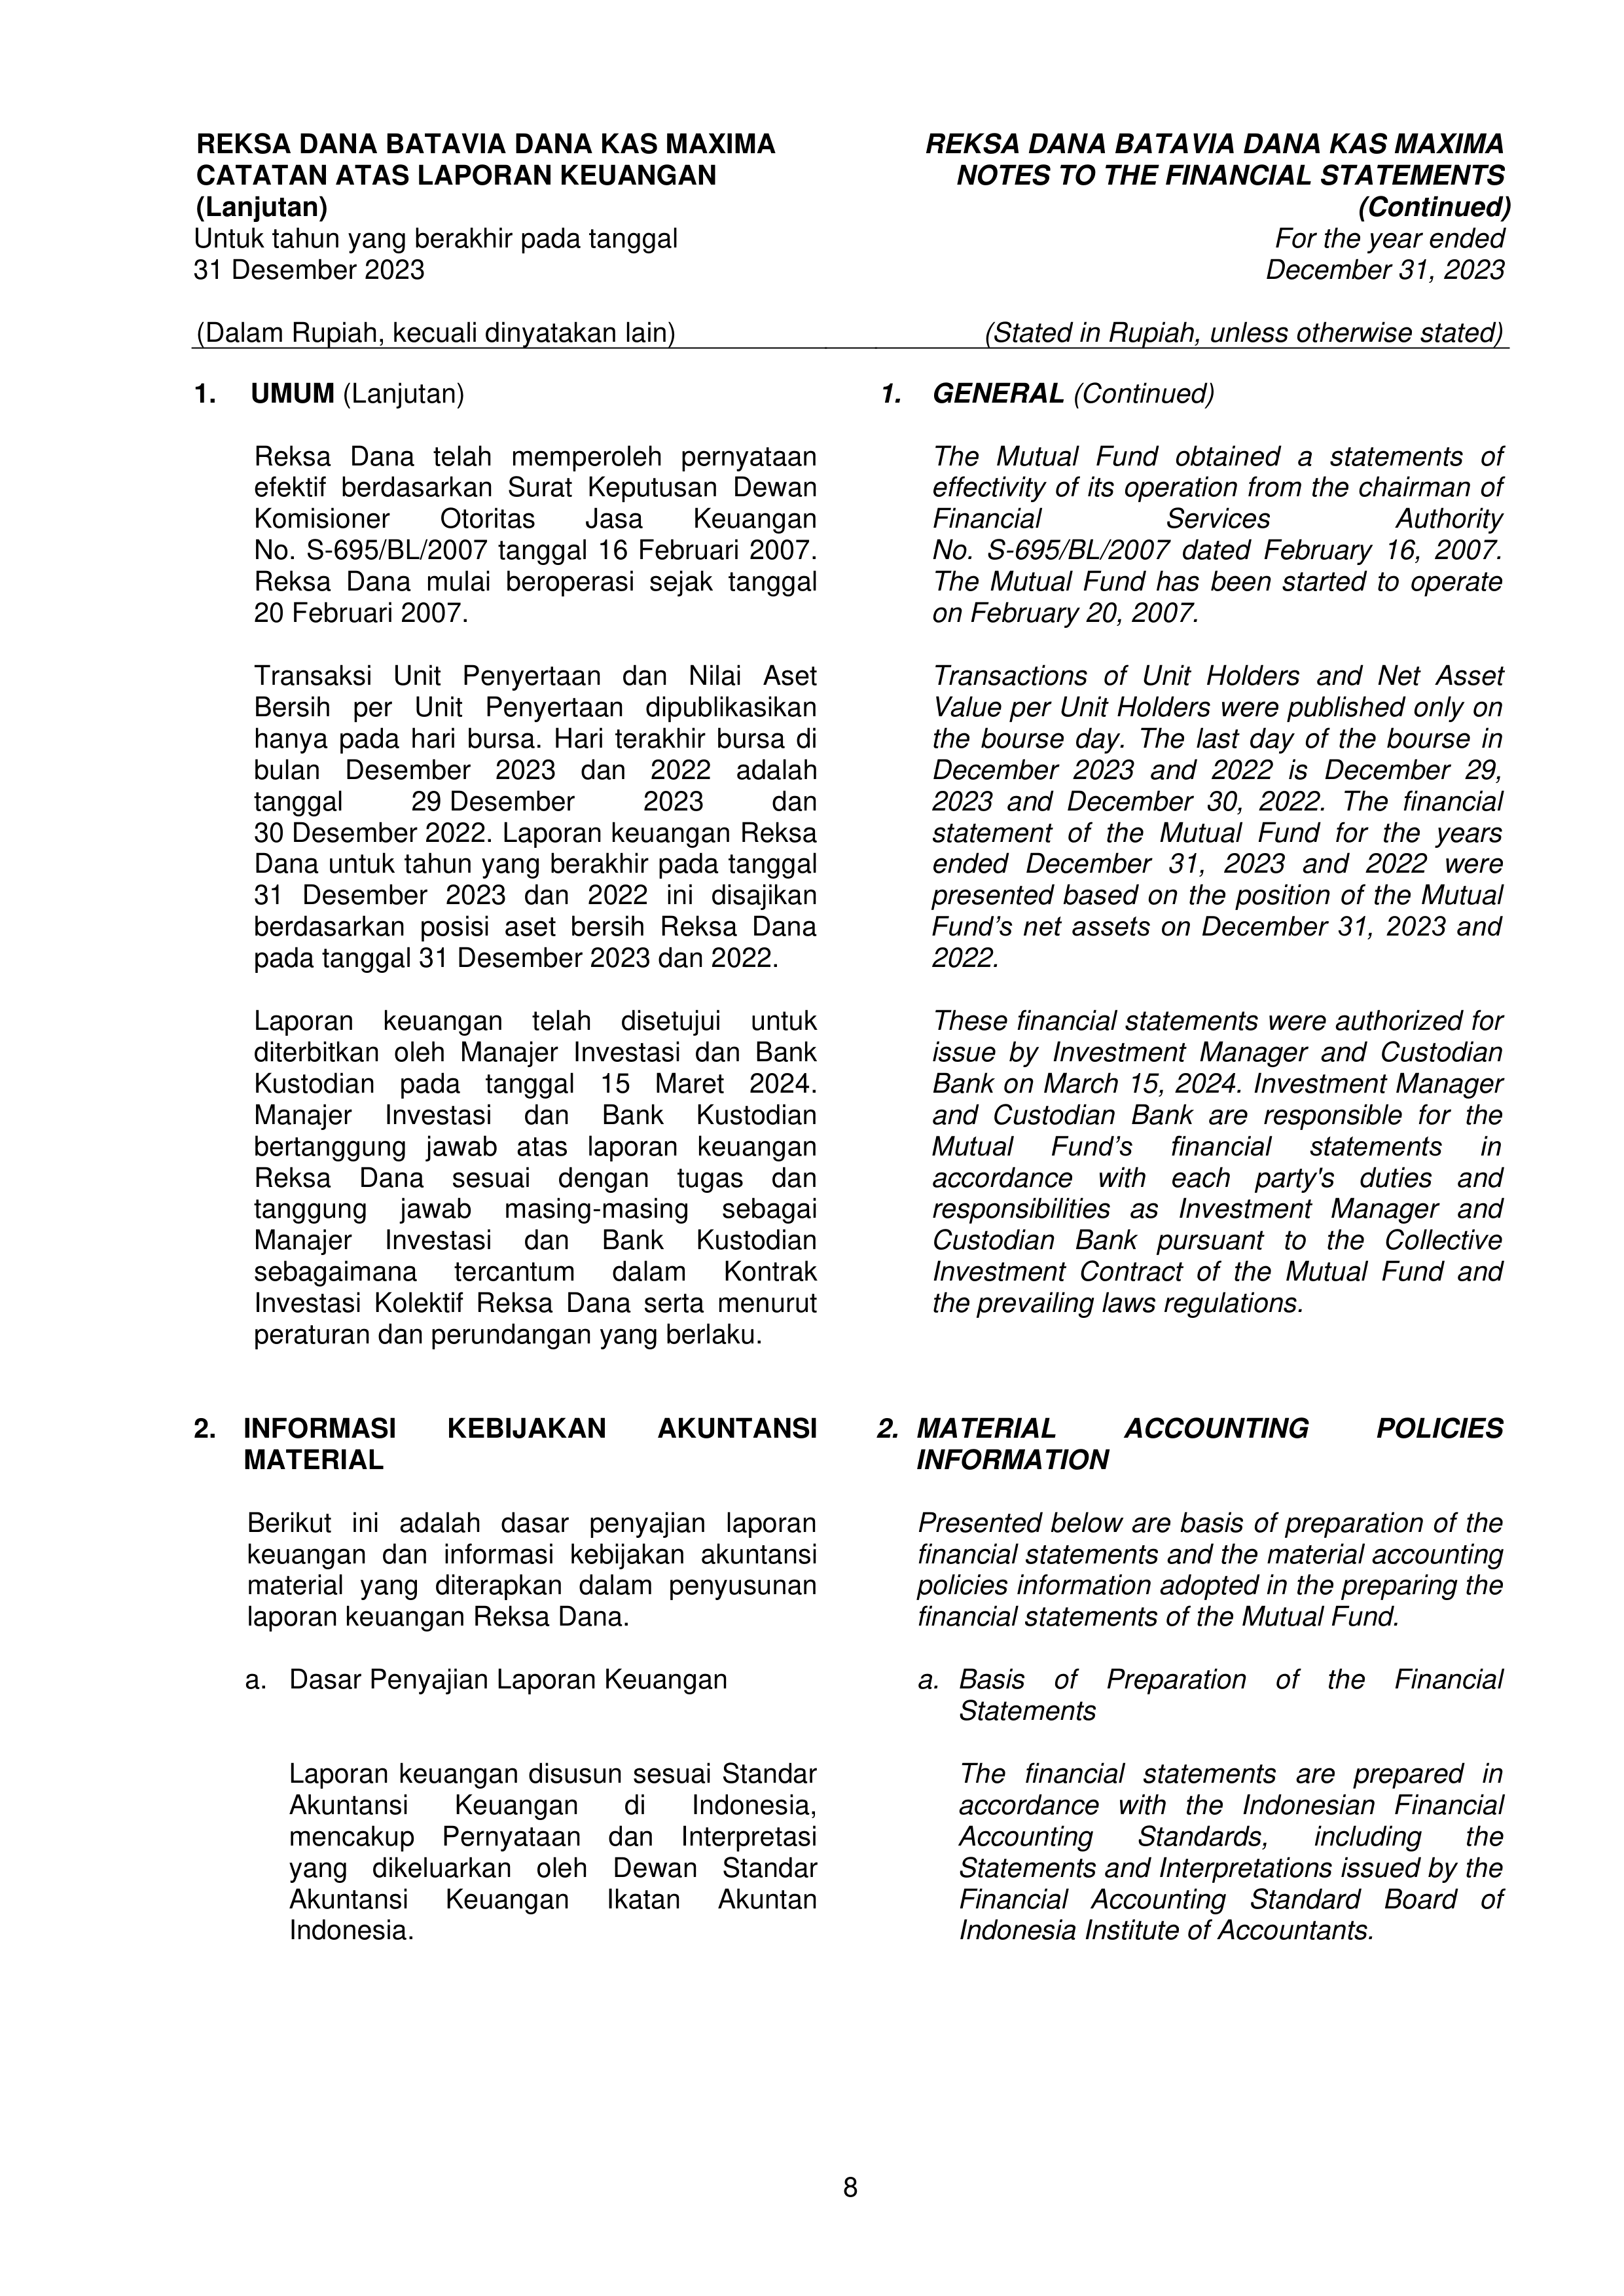 REKSA DANA BATAVIA DANA KAS MAXIMA
CATATAN ATAS LAPORAN KEUANGAN
(Lanjutan)
Untuk tahun yang berakhir pada tanggal
31 Desember 2023
(Dalam Rupiah, kecuali dinyatakan lain)
REKSA DANA BATAVIA DANA KAS MAXIMA
NOTES TO THE FINANCIAL STATEMENTS
(Continued)
For the year ended
December 31, 2023
(Stated in Rupiah, unless otherwise stated)
1. UMUM (Lanjutan)
Reksa Dana telah memperoleh pernyataan
efektif berdasarkan Surat Keputusan Dewan
Komisioner Otoritas Jasa Keuangan
No. S-695/BL/2007 tanggal 16 Februari 2007.
Reksa Dana mulai beroperasi sejak tanggal
20 Februari 2007.
Transaksi Unit Penyertaan dan Nilai Aset
Bersih per Unit Penyertaan dipublikasikan
hanya pada hari bursa. Hari terakhir bursa di
bulan Desember 2023 dan 2022 adalah
tanggal 29 Desember 2023 dan
30 Desember 2022. Laporan keuangan Reksa
Dana untuk tahun yang berakhir pada tanggal
31 Desember 2023 dan 2022 ini disajikan
berdasarkan posisi aset bersih Reksa Dana
pada tanggal 31 Desember 2023 dan 2022.
Laporan keuangan telah disetujui untuk
diterbitkan oleh Manajer Investasi dan Bank
Kustodian pada tanggal 15 Maret 2024.
Manajer Investasi dan Bank Kustodian
bertanggung jawab atas laporan keuangan
Reksa Dana sesuai dengan tugas dan
tanggung jawab masing-masing sebagai
Manajer Investasi dan Bank Kustodian
sebagaimana tercantum dalam Kontrak
Investasi Kolektif Reksa Dana serta menurut
peraturan dan perundangan yang berlaku.
1. GENERAL (Continued)
The Mutual Fund obtained a statements of
effectivity of its operation from the chairman of
Financial Services Authority
No. S-695/BL/2007 dated February 16, 2007.
The Mutual Fund has been started to operate
on February 20, 2007.
Transactions of Unit Holders and Net Asset
Value per Unit Holders were published only on
the bourse day. The last day of the bourse in
December 2023 and 2022 is December 29,
2023 and December 30, 2022. The financial
statement of the Mutual Fund for the years
ended December 31, 2023 and 2022 were
presented based on the position of the Mutual
Fund’s net assets on December 31, 2023 and
2022.
These financial statements were authorized for
issue by Investment Manager and Custodian
Bank on March 15, 2024. Investment Manager
and Custodian Bank are responsible for the
Mutual Fund’s financial statements in
accordance with each party's duties and
responsibilities as Investment Manager and
Custodian Bank pursuant to the Collective
Investment Contract of the Mutual Fund and
the prevailing laws regulations.
2. INFORMASI KEBIJAKAN AKUNTANSI
MATERIAL
Berikut ini adalah dasar penyajian laporan
keuangan dan informasi kebijakan akuntansi
material yang diterapkan dalam penyusunan
laporan keuangan Reksa Dana.
a. Dasar Penyajian Laporan Keuangan
Laporan keuangan disusun sesuai Standar
Akuntansi Keuangan di Indonesia,
mencakup Pernyataan dan Interpretasi
yang dikeluarkan oleh Dewan Standar
Akuntansi Keuangan Ikatan Akuntan
Indonesia.
2. MATERIAL ACCOUNTING POLICIES
INFORMATION
Presented below are basis of preparation of the
financial statements and the material accounting
policies information adopted in the preparing the
financial statements of the Mutual Fund.
a. Basis of Preparation of the Financial
Statements
The financial statements are prepared in
accordance with the Indonesian Financial
Accounting Standards, including the
Statements and Interpretations issued by the
Financial Accounting Standard Board of
Indonesia Institute of Accountants.
8